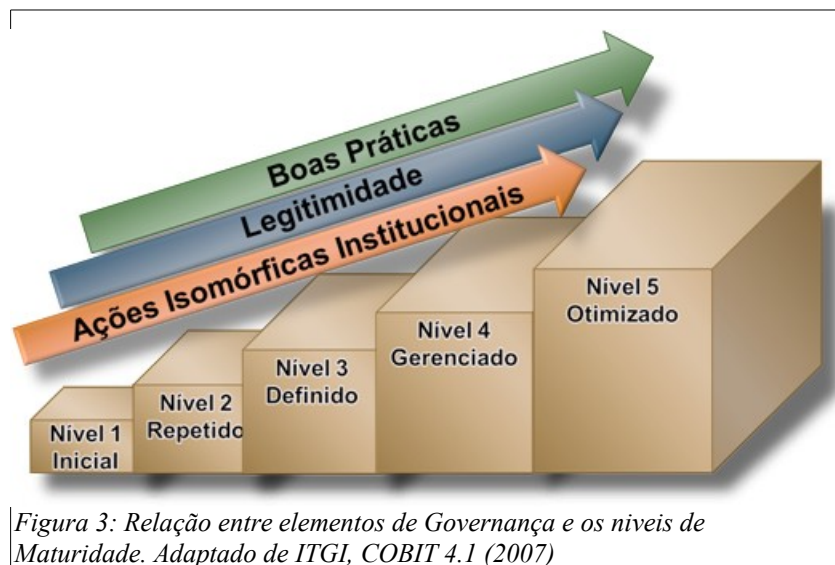 Boas Práticas
Legitimidade
Ações Isomórficas Institucionais
Nível 1
Inicial
Nível 2
Repetido
Nível 3
Definido
Nível 4
Gerenciado
Nível 5
Otimizado
Figura 3: Relação entre elementos de Governança e os niveis de
Maturidade. Adaptado de ITGI, COBIT 4.1 (2007)